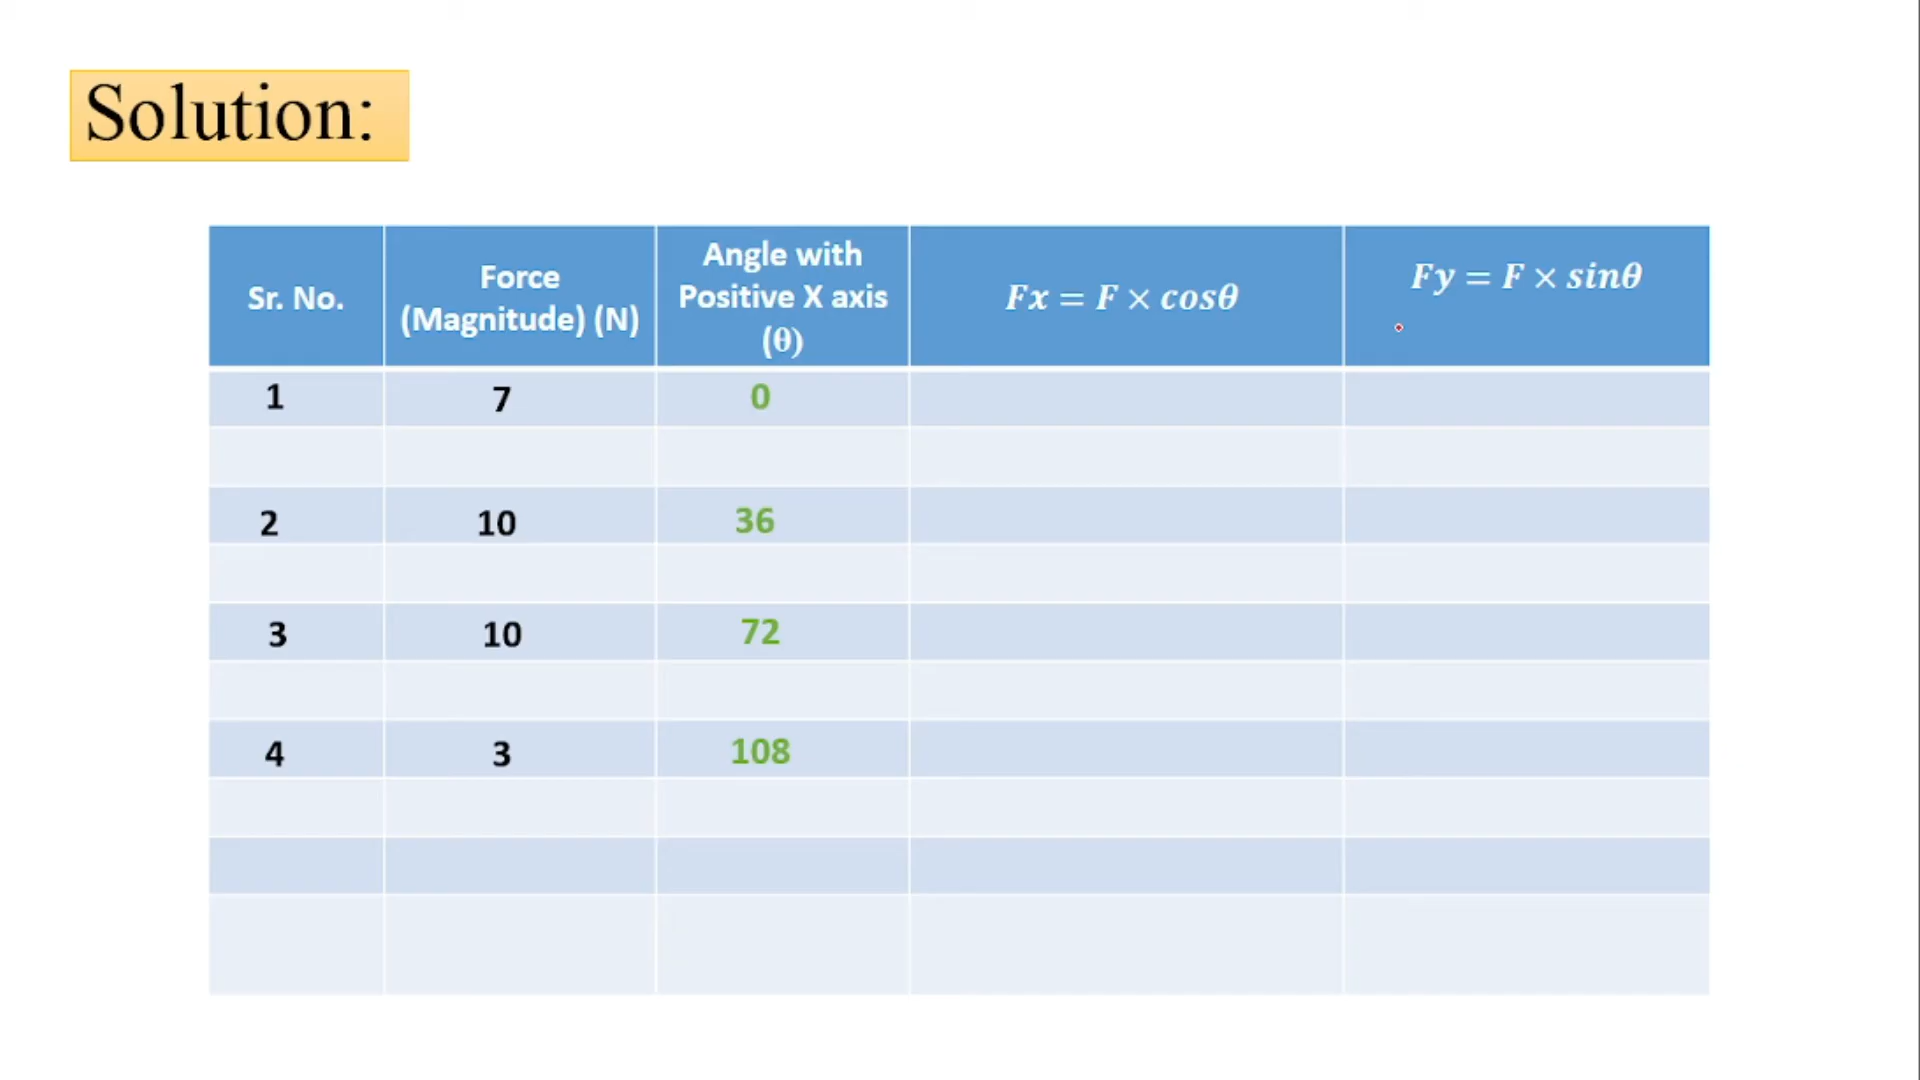 Solution:
Sr. No.
Force
(Magnitude) (N)
Angle with
Positive X axis
(θ)
Fx = F × cosθ
Fy = F × sinθ
1 7 0
2 10 36
3 10 72
4 3 108